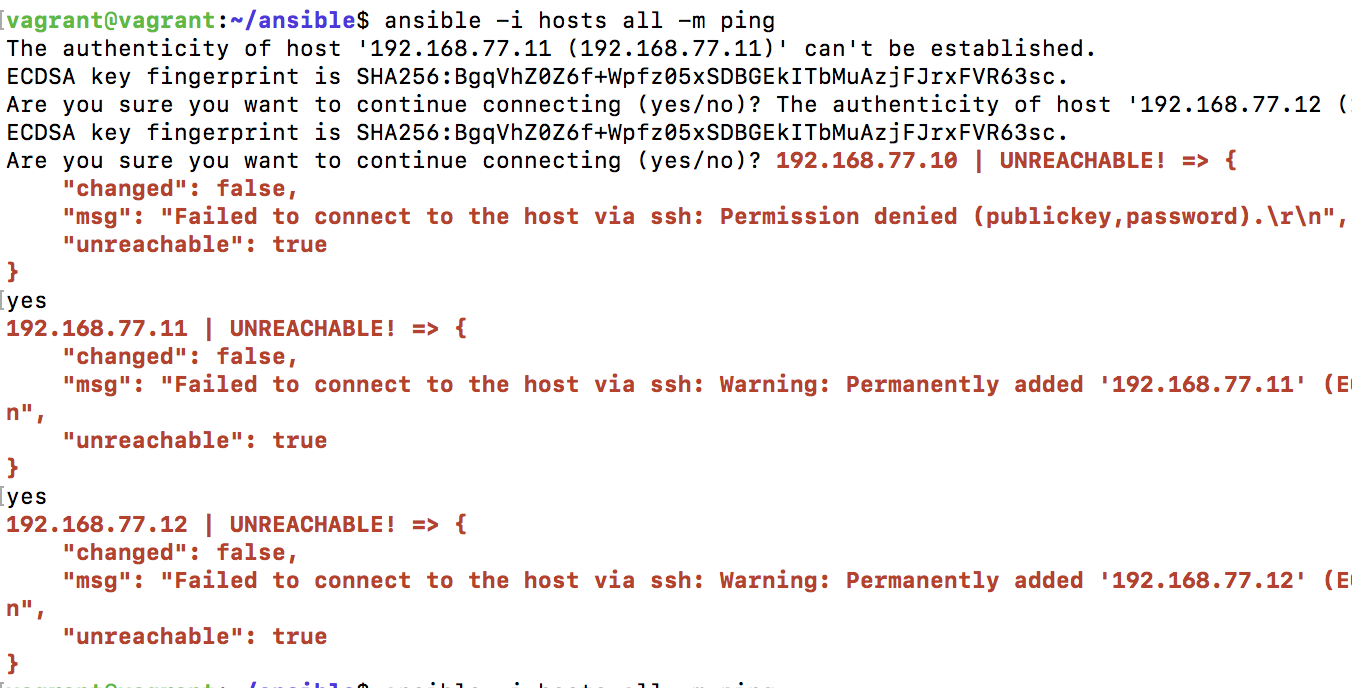 vagrant@vagrant:~/ansible$ ansible -i hosts all -m ping
The authenticity of host '192.168.77.11 (192.168.77.11)' can't be established.
ECDSA key fingerprint is SHA256:BgqVhZ0Z6f+Wpfz05xSDBGEkITbMuAzjFJrxFVR63sc.
Are you sure you want to continue connecting (yes/no)? The authenticity of host '192.168.77.12 (
ECDSA key fingerprint is SHA256:BgqVhZ0Z6f+Wpfz05xSDBGEkITbMuAzjFJrxFVR63sc.
Are you sure you want to continue connecting (yes/no)? 192.168.77.10 | UNREACHABLE! => {
    "changed": false,
    "msg": "Failed to connect to the host via ssh: Permission denied (publickey,password).\r\n",
    "unreachable": true
}
yes
192.168.77.11 | UNREACHABLE! => {
    "changed": false,
    "msg": "Failed to connect to the host via ssh: Warning: Permanently added '192.168.77.11' (E
n",
    "unreachable": true
}
yes
192.168.77.12 | UNREACHABLE! => {
    "changed": false,
    "msg": "Failed to connect to the host via ssh: Warning: Permanently added '192.168.77.12' (E
n",
    "unreachable": true
}
vagrant@vagrant:~/ansible$ ansible -i hosts all -m ping